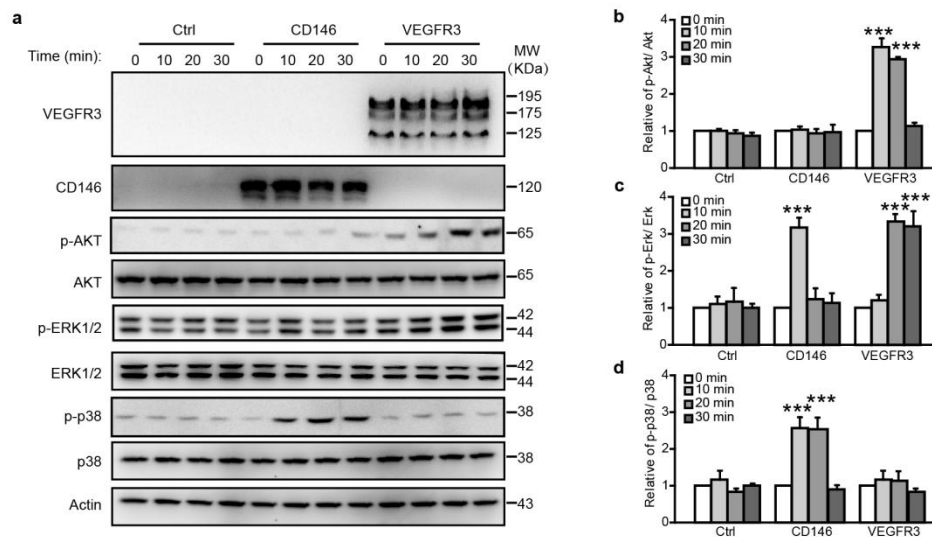 a
Ctrl CD146 VEGFR3
Time (min): 0 10 20 30 0 10 20 30 0 10 20 30 MW
(KDa)
VEGFR3 195
175
125
CD146 120
p-AKT 65
AKT 65
p-ERK1/2 42
44
ERK1/2 42
44
p-p38 38
p38 38
Actin 43
b
Relative of p-Akt/ Akt
0 min
10 min
20 min
30 min
*** ***
4
3
2
1
0
Ctrl CD146 VEGFR3
c
Relative of p-Erk/ Erk
0 min
10 min
20 min
30 min
*** *** ***
4
2
0
Ctrl CD146 VEGFR3
d
Relative of p-p38/ p38
0 min
10 min
20 min
30 min
*** ***
4
2
0
Ctrl CD146 VEGFR3